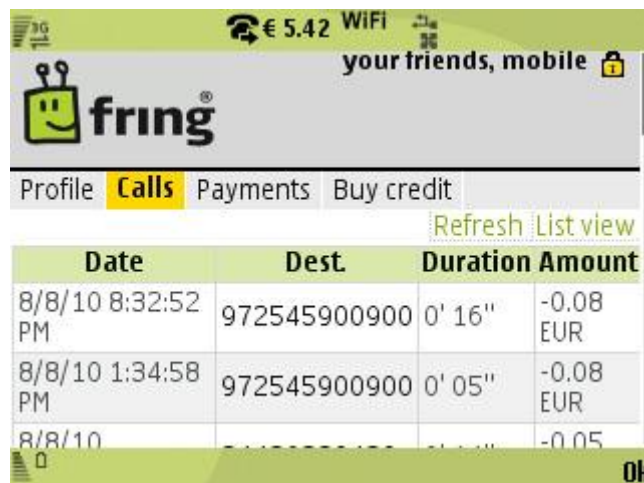 3G € 5.42 WiFi
your friends, mobile
fring®
Profile Calls Payments Buy credit
Refresh List view
Date Dest. Duration Amount
8/8/10 8:32:52 PM 972545900900 0' 16" -0.08 EUR
8/8/10 1:34:58 PM 972545900900 0' 05" -0.08 EUR
8/8/10 -0.05